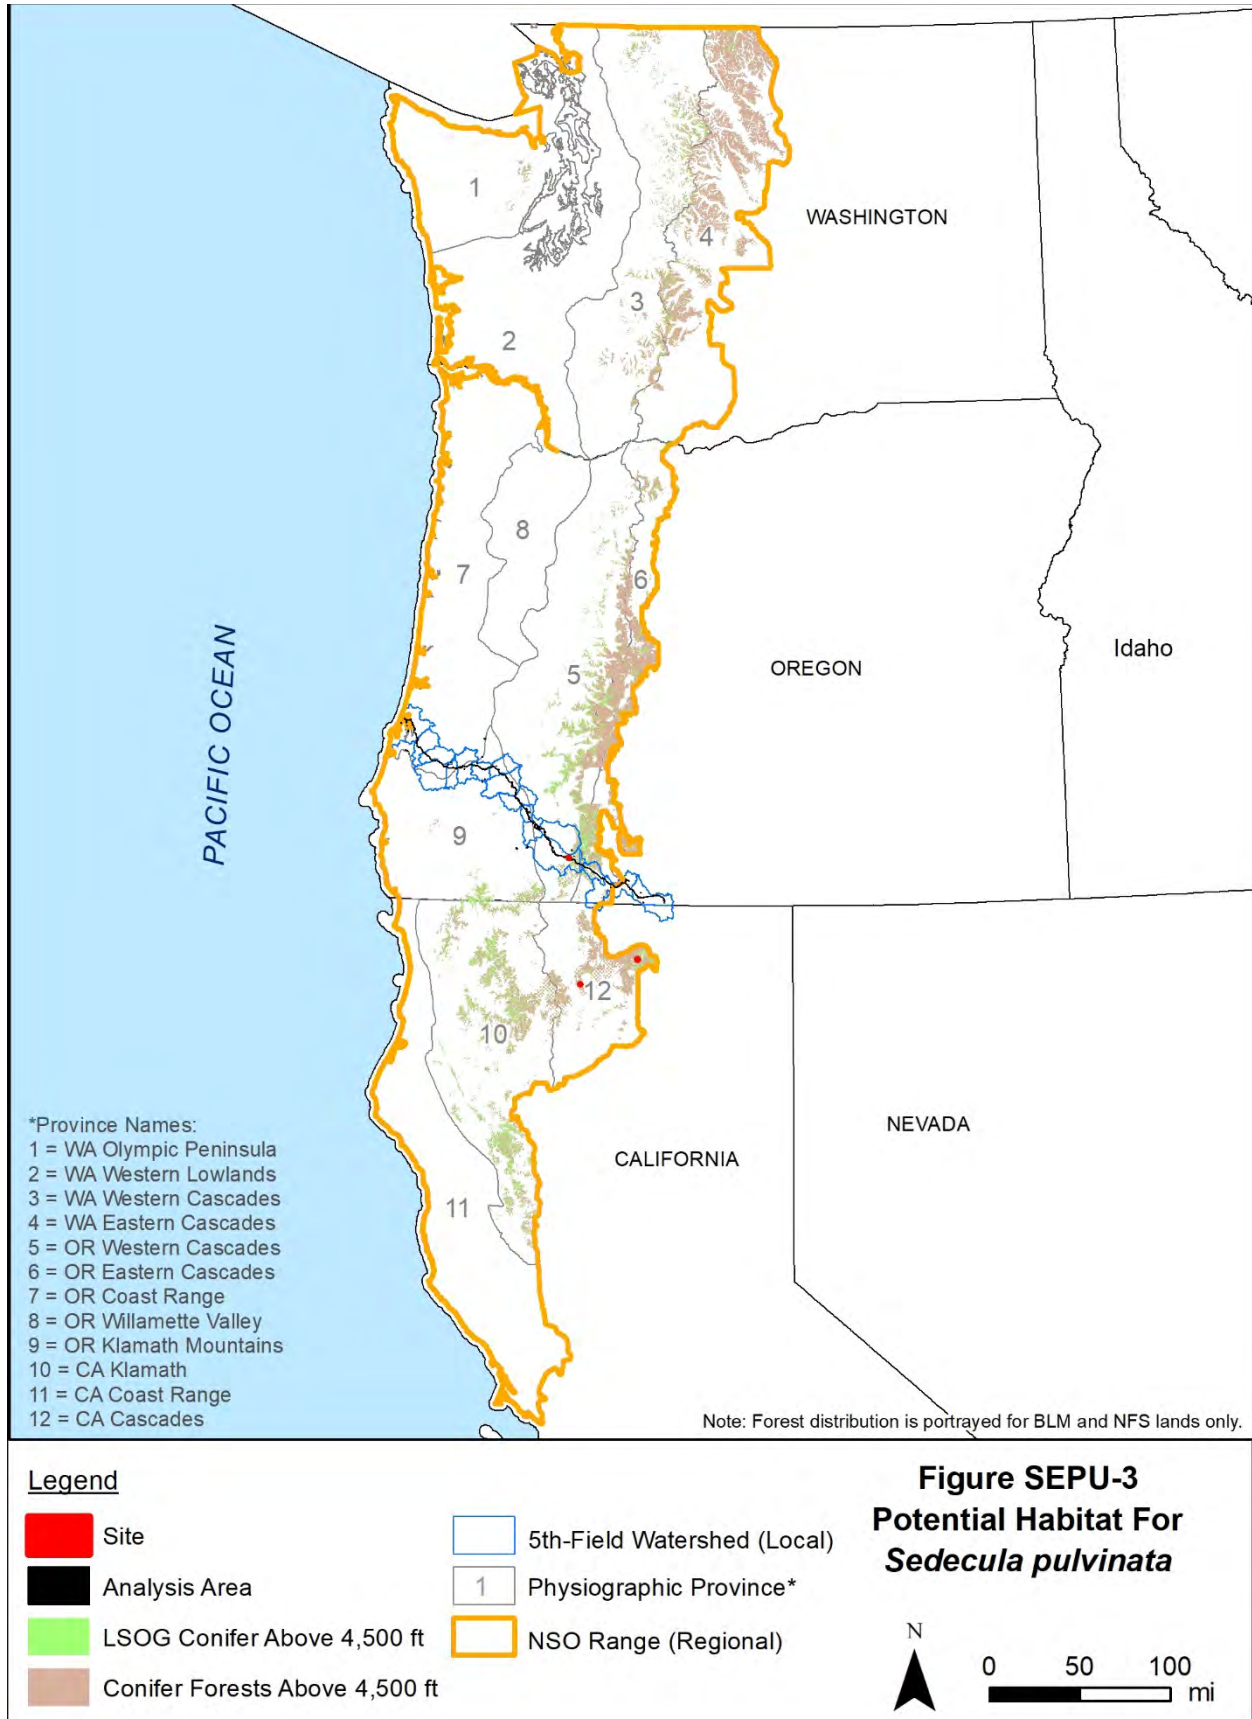 1
WASHINGTON
4
3
2
8
7
6
PACIFIC OCEAN
5
OREGON
Idaho
9
12
10
NEVADA
CALIFORNIA
11
*Province Names:
1 = WA Olympic Peninsula
2 = WA Western Lowlands
3 = WA Western Cascades
4 = WA Eastern Cascades
5 = OR Western Cascades
6 = OR Eastern Cascades
7 = OR Coast Range
8 = OR Willamette Valley
9 = OR Klamath Mountains
10 = CA Klamath
11 = CA Coast Range
12 = CA Cascades
Note: Forest distribution is portrayed for BLM and NFS lands only.
Legend
Site
Analysis Area
LSOG Conifer Above 4,500 ft
Conifer Forests Above 4,500 ft
5th-Field Watershed (Local)
1 Physiographic Province*
NSO Range (Regional)
Figure SEPU-3
Potential Habitat For
Sedecula pulvinata
N
0 50 100
mi